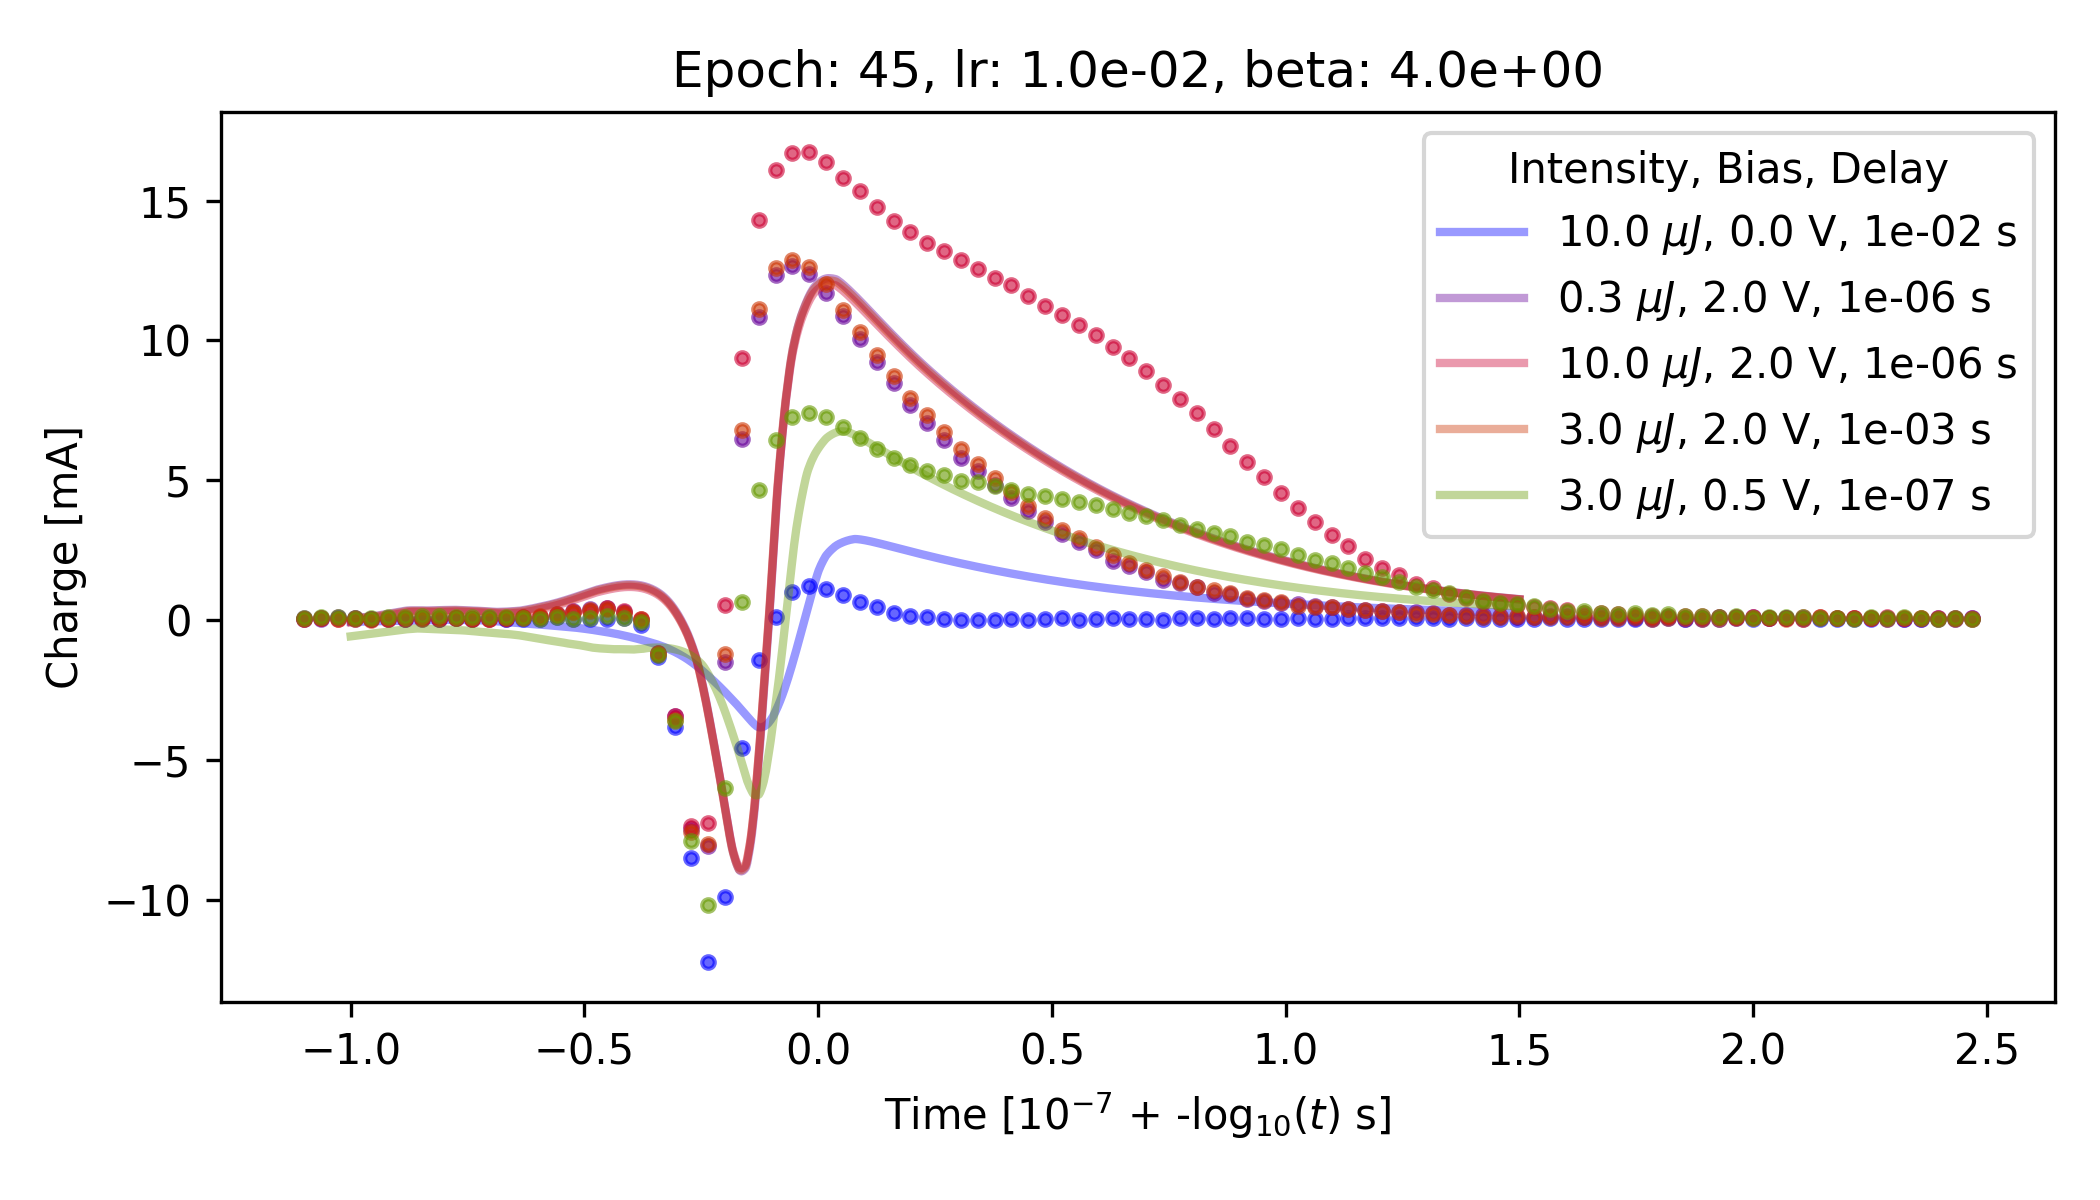 Epoch: 45, lr: 1.0e-02, beta: 4.0e+00
Charge [mA]
15
10
5
0
−5
−10
Intensity, Bias, Delay
10.0 μJ, 0.0 V, 1e-02 s
0.3 μJ, 2.0 V, 1e-06 s
10.0 μJ, 2.0 V, 1e-06 s
3.0 μJ, 2.0 V, 1e-03 s
3.0 μJ, 0.5 V, 1e-07 s
−1.0 −0.5 0.0 0.5 1.0 1.5 2.0 2.5
Time [10⁻⁷ + -log₁₀(t) s]